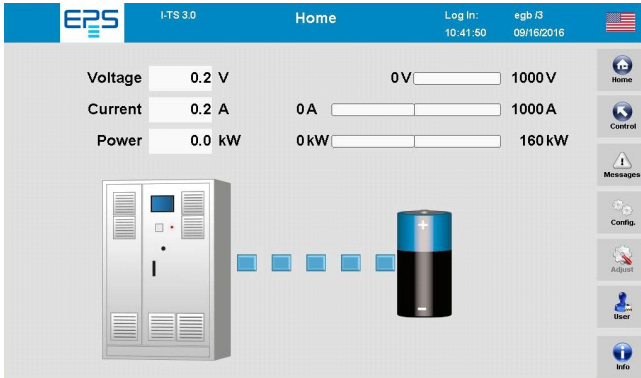 EPS
I-TS 3.0
Home
Log In: egb /3
10:41:50 09/16/2016
Voltage 0.2 V 0 V 1000 V
Current 0.2 A 0 A 1000 A
Power 0.0 kW 0 kW 160 kW
Home
Control
Messages
Config.
Adjust
User
Info